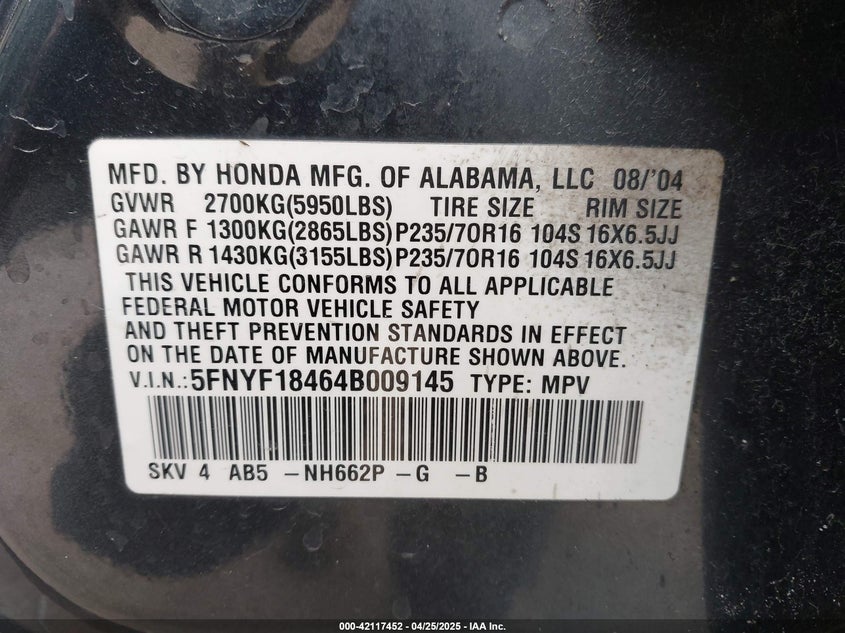 MFD. BY HONDA MFG. OF ALABAMA, LLC 08/'04
GVWR 2700KG(5950LBS) TIRE SIZE RIM SIZE
GAWR F 1300KG(2865LBS)P235/70R16 104S 16X6.5JJ
GAWR R 1430KG(3155LBS)P235/70R16 104S 16X6.5JJ
THIS VEHICLE CONFORMS TO ALL APPLICABLE
FEDERAL MOTOR VEHICLE SAFETY
AND THEFT PREVENTION STANDARDS IN EFFECT
ON THE DATE OF MANUFACTURE SHOWN ABOVE.
V.I.N.:5FNYF18464B009145 TYPE: MPV
SKV 4 AB5 -NH662P -G -B
000-42117452 - 04/25/2025 - IAA Inc.